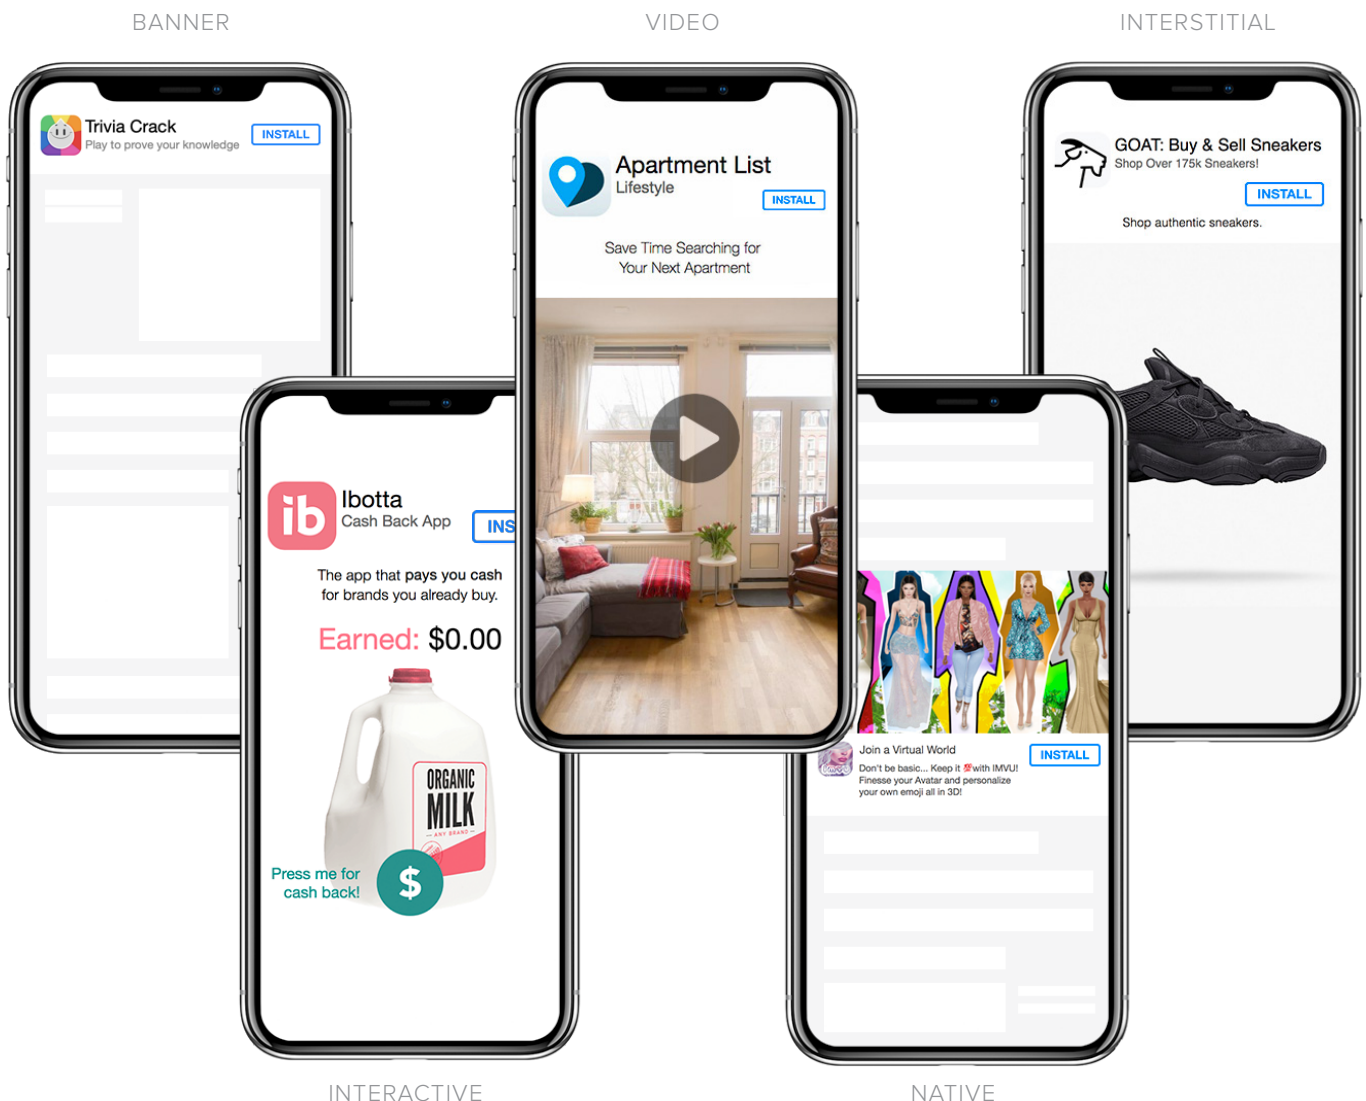 BANNER
VIDEO
INTERSTITIAL
Trivia Crack
Play to prove your knowledge
INSTALL
Apartment List
Lifestyle
INSTALL
Save Time Searching for
Your Next Apartment
GOAT: Buy & Sell Sneakers
Shop Over 175k Sneakers!
INSTALL
Shop authentic sneakers.
ib
Ibotta
Cash Back App
INS
The app that pays you cash
for brands you already buy.
Earned: $0.00
ORGANIC
MILK
ANY BRAND
Press me for
cash back!
$
Join a Virtual World
INSTALL
Don't be basic... Keep it 💯with IMVU!
Finesse your Avatar and personalize
your own emoji all in 3D!
INTERACTIVE
NATIVE